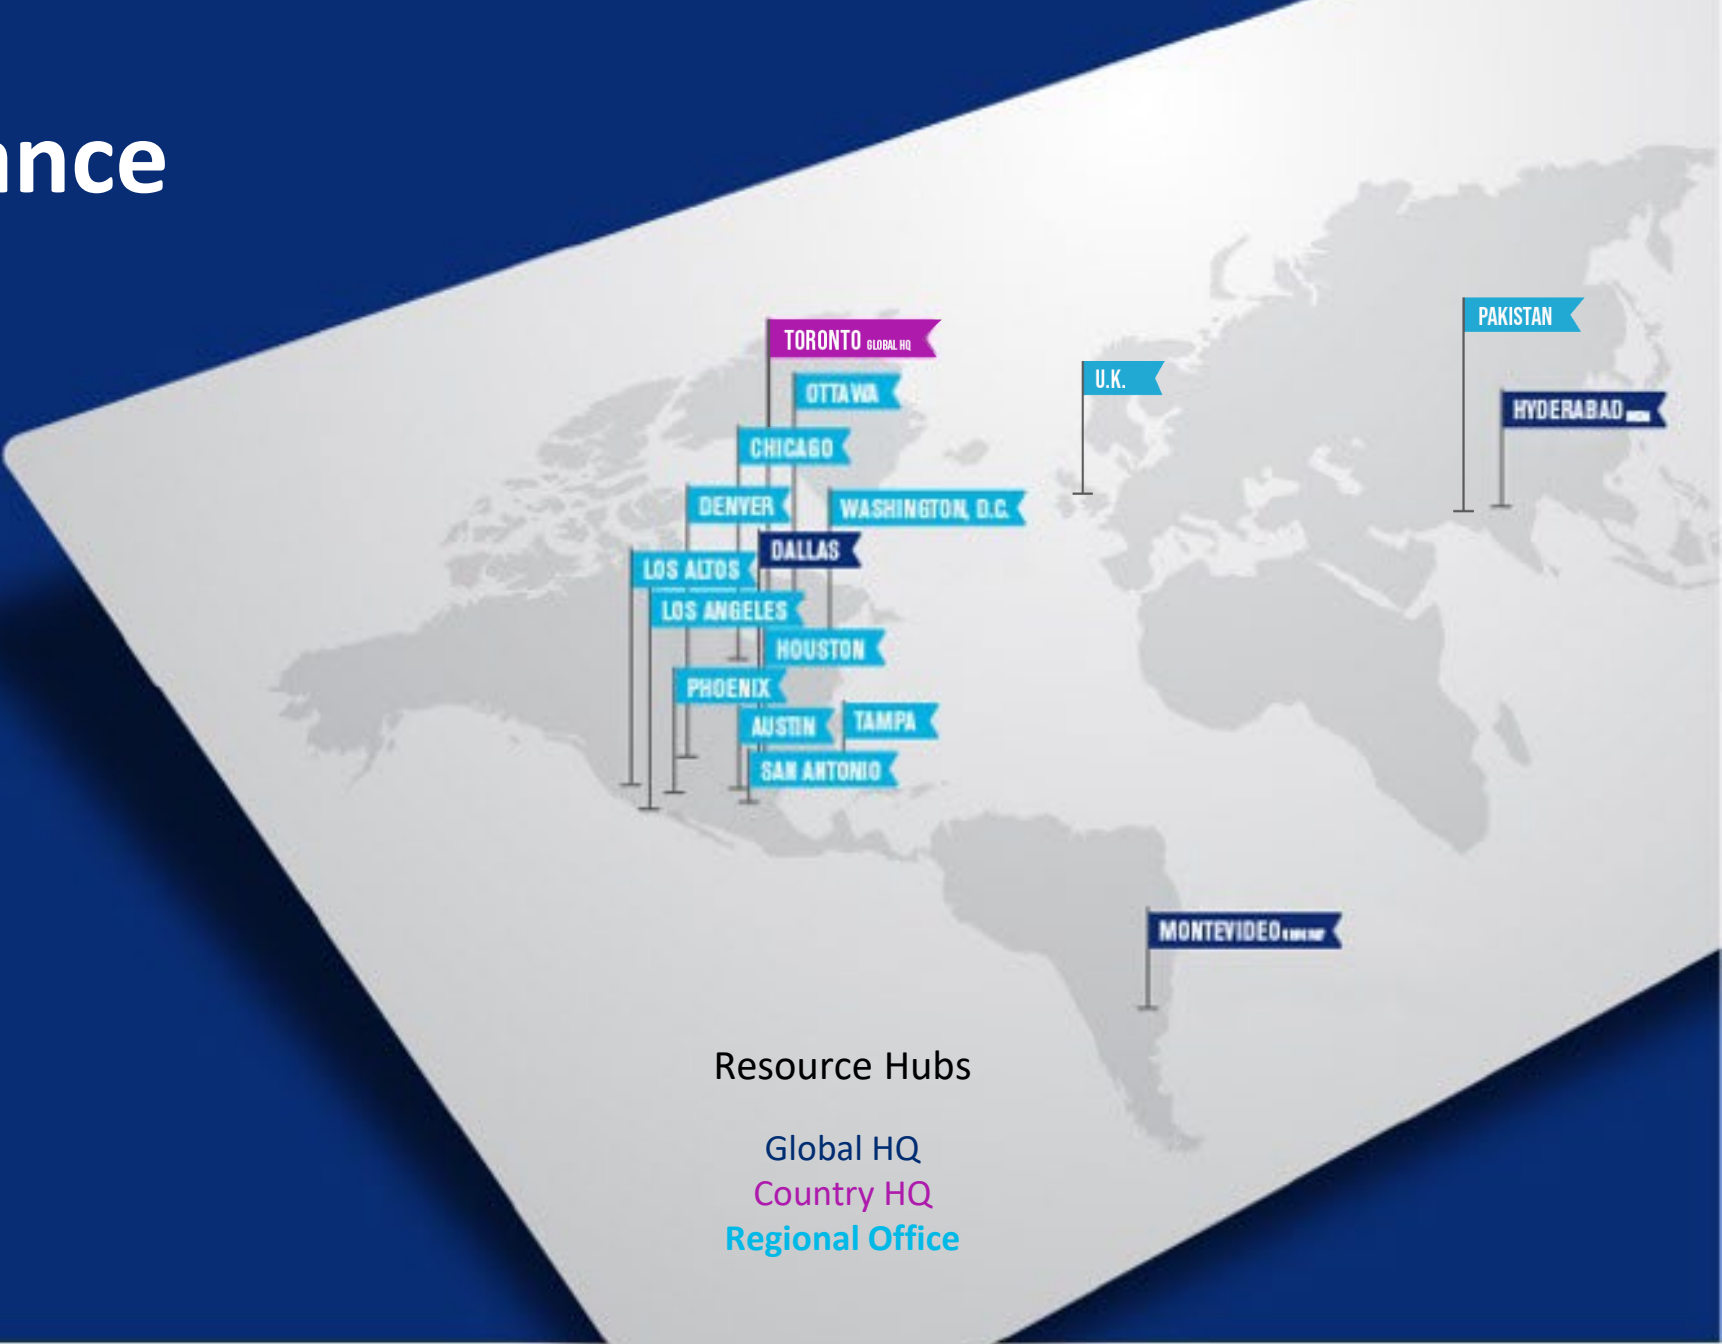 ance
TORONTO GLOBAL HQ
PAKISTAN
U.K.
OTTAWA
HYDERABAD
CHICAGO
DENVER
WASHINGTON, D.C.
DALLAS
LOS ALTOS
LOS ANGELES
HOUSTON
PHOENIX
AUSTIN
TAMPA
SAN ANTONIO
MONTEVIDEO
Resource Hubs
Global HQ
Country HQ
Regional Office